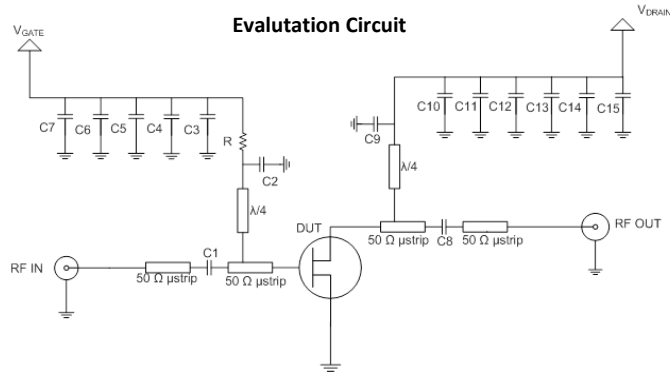 Evalutation Circuit
VGATE
VDRAIN
C7 C6 C5 C4 C3
R
C2
λ/4
C10 C11 C12 C13 C14 C15
C9
λ/4
DUT
RF IN
50 Ω μstrip
C1
50 Ω μstrip
50 Ω μstrip
C8
50 Ω μstrip
RF OUT